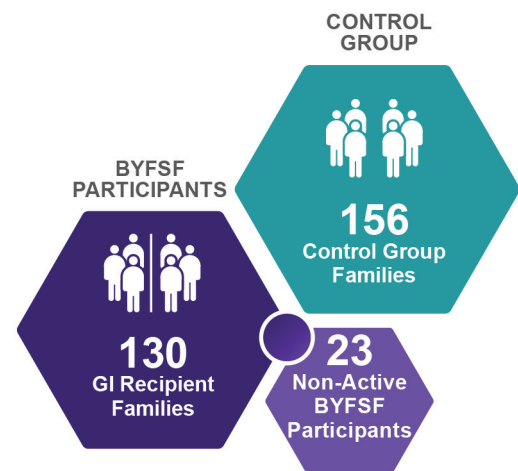 CONTROL
GROUP
156
Control Group
Families
BYFSF
PARTICIPANTS
130
GI Recipient
Families
23
Non-Active
BYFSF
Participants